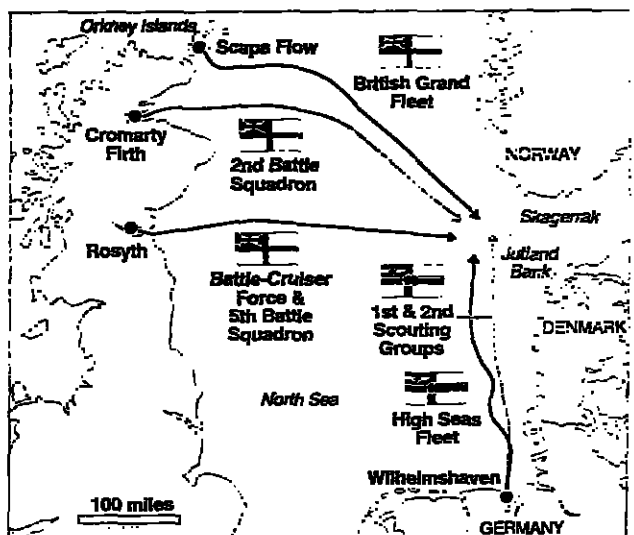 Orkney Islands
Scapa Flow
British Grand
Fleet
Cromarty
Firth
2nd Battle
Squadron
NORWAY
Skagerrak
Rosyth
Jutland
Bank
Battle-Cruiser
Force &
5th Battle
Squadron
1st & 2nd
Scouting
Groups
DENMARK
North Sea
High Seas
Fleet
Wilhelmshaven
100 miles
GERMANY